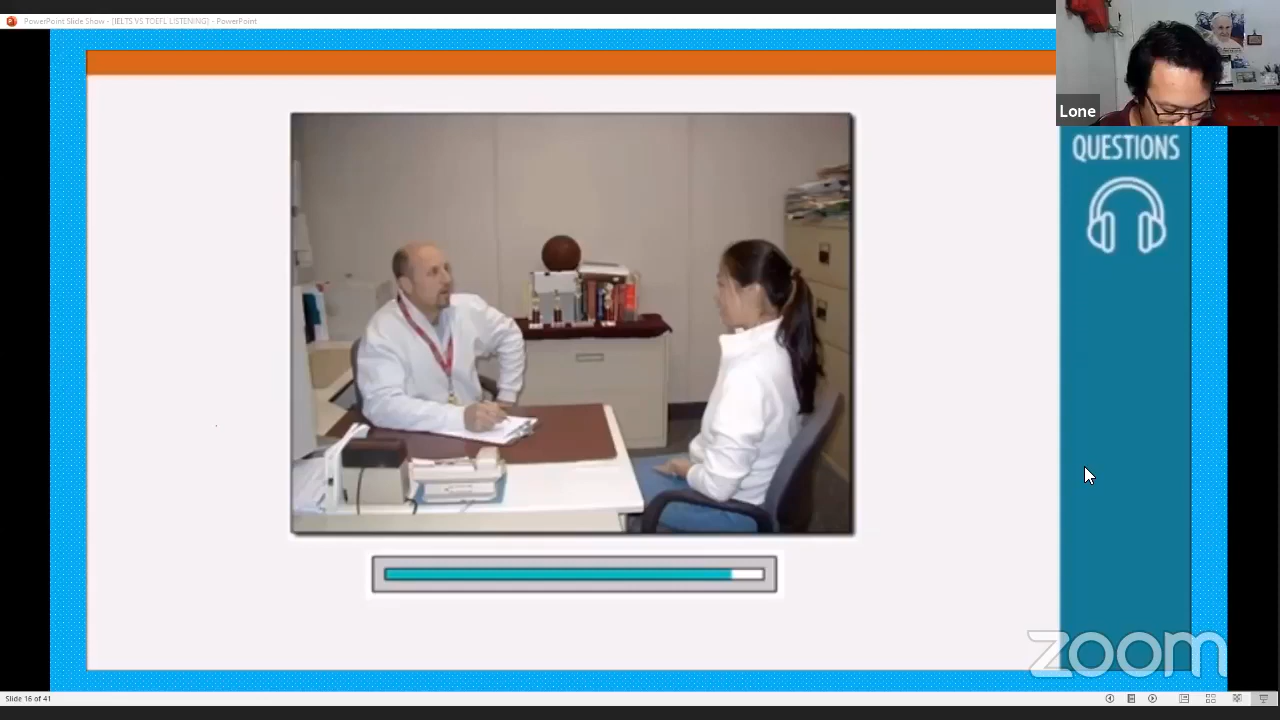 PowerPoint Slide Show - [IELTS VS TOEFL LISTENING] - PowerPoint
Lone
QUESTIONS
zoom
Slide 16 of 41